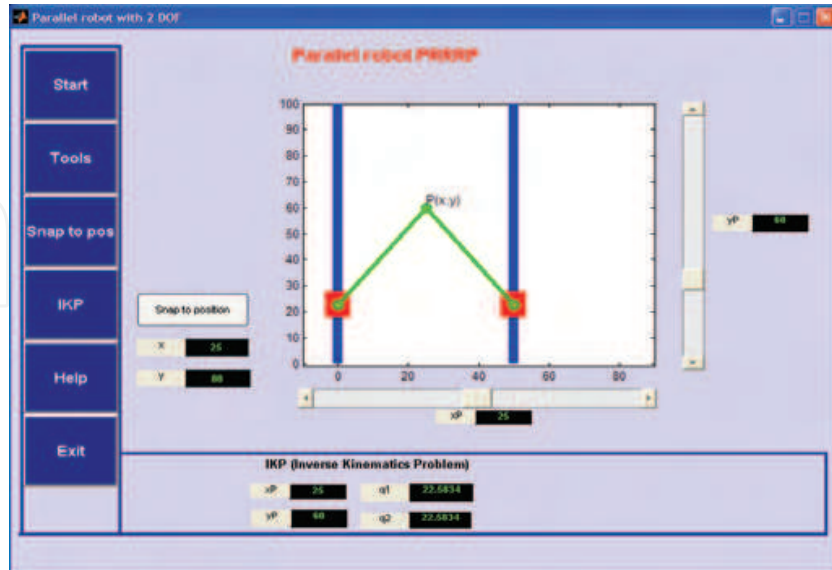 Parallel robot with 2 DOF
Parallel robot PRRRP
Start
Tools
Snap to pos
IKP
Help
Exit
100
90
80
70
60
50
40
30
20
10
0
0 20 40 60 80
P(x,y)
yP 60
Snap to position
X 25
Y 60
xP 25
IKP (Inverse Kinematics Problem)
xP 25 q1 22.5834
yP 60 q2 22.5834